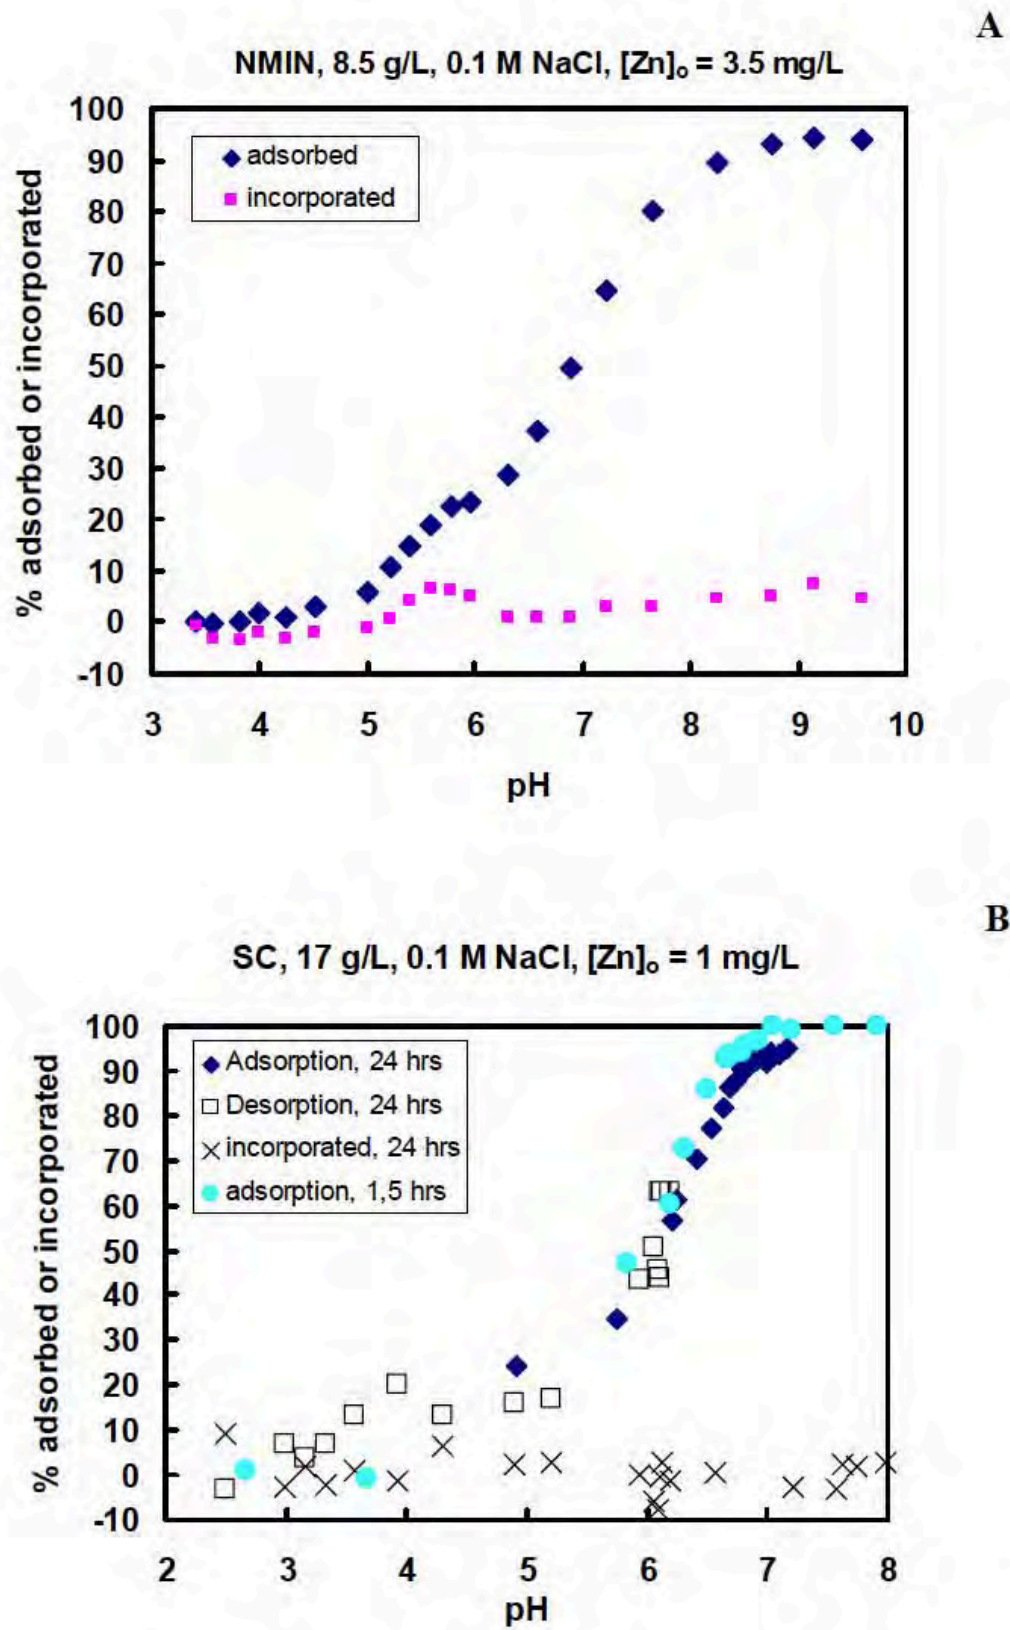 A
NMIN, 8.5 g/L, 0.1 M NaCl, [Zn]₀ = 3.5 mg/L
100
90
80
70
60
50
40
30
20
10
0
-10
% adsorbed or incorporated
adsorbed
incorporated
3 4 5 6 7 8 9 10
pH
B
SC, 17 g/L, 0.1 M NaCl, [Zn]₀ = 1 mg/L
100
90
80
70
60
50
40
30
20
10
0
-10
% adsorbed or incorporated
Adsorption, 24 hrs
Desorption, 24 hrs
incorporated, 24 hrs
adsorption, 1,5 hrs
2 3 4 5 6 7 8
pH